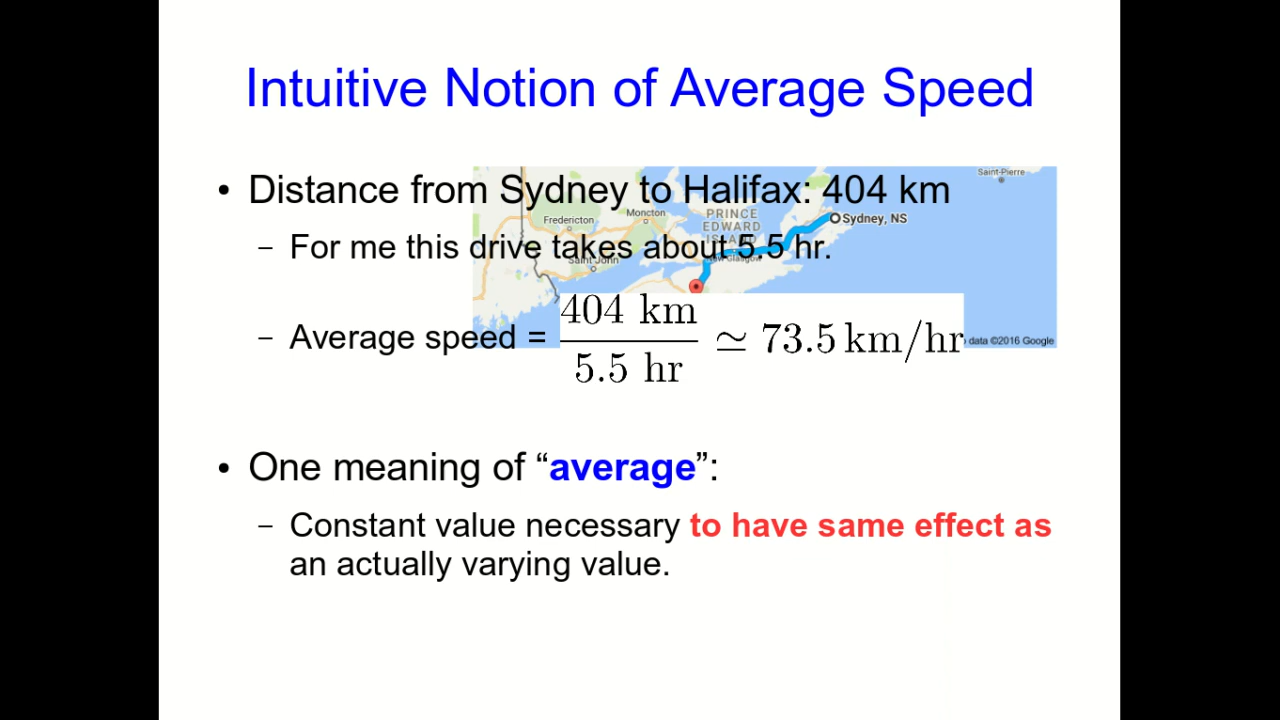 Intuitive Notion of Average Speed
• Distance from Sydney to Halifax: 404 km
Saint-Pierre
Fredericton
Moncton
PRINCE
EDWARD
ISLAND
Sydney, NS
– For me this drive takes about 5.5 hr.
Saint John
New Glasgow
– Average speed = 404 km / 5.5 hr ≃ 73.5 km/hr
data ©2016 Google
• One meaning of “average”:
– Constant value necessary to have same effect as
an actually varying value.